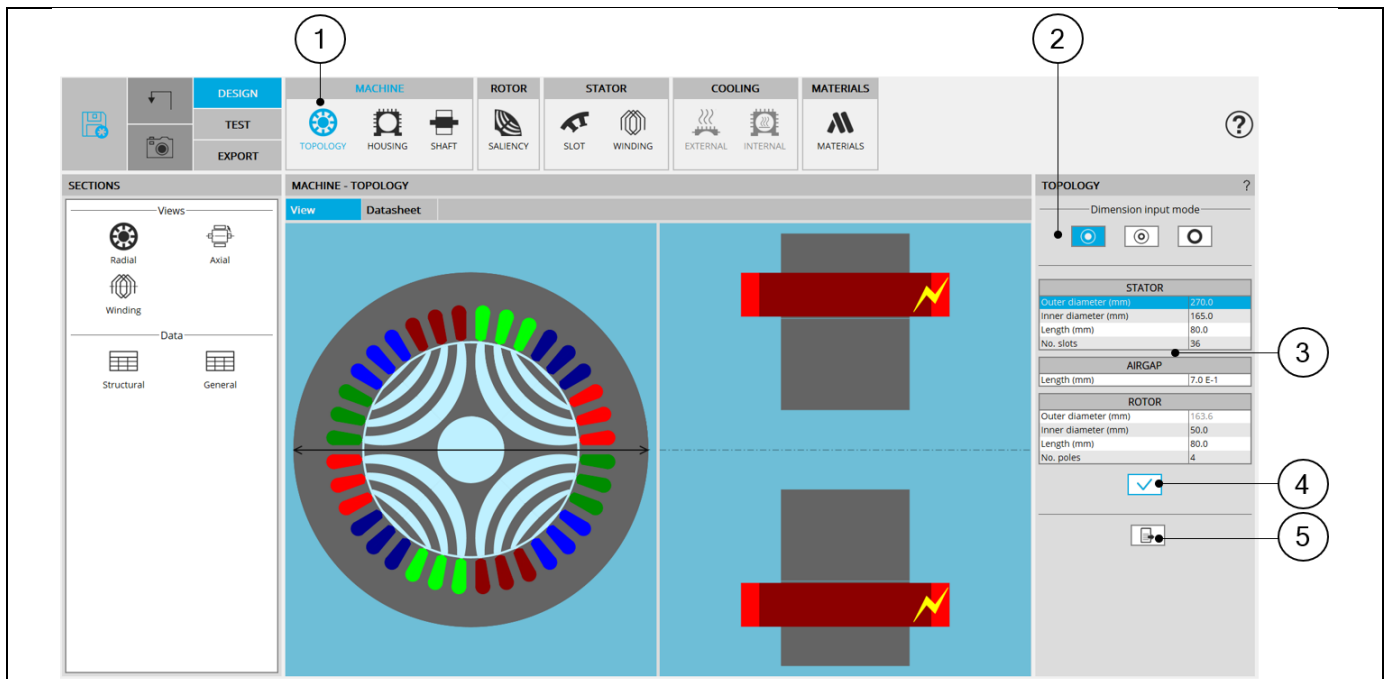 1
2
DESIGN
TEST
EXPORT
MACHINE
TOPOLOGY
HOUSING
SHAFT
ROTOR
SALIENCY
STATOR
SLOT
WINDING
COOLING
EXTERNAL
INTERNAL
MATERIALS
MATERIALS
?
SECTIONS
Views
Radial
Axial
Winding
Data
Structural
General
MACHINE - TOPOLOGY
View
Datasheet
TOPOLOGY ?
Dimension input mode
STATOR
Outer diameter (mm) 270.0
Inner diameter (mm) 165.0
Length (mm) 80.0
No. slots 36
3
AIRGAP
Length (mm) 7.0 E-1
ROTOR
Outer diameter (mm) 163.6
Inner diameter (mm) 50.0
Length (mm) 80.0
No. poles 4
4
5